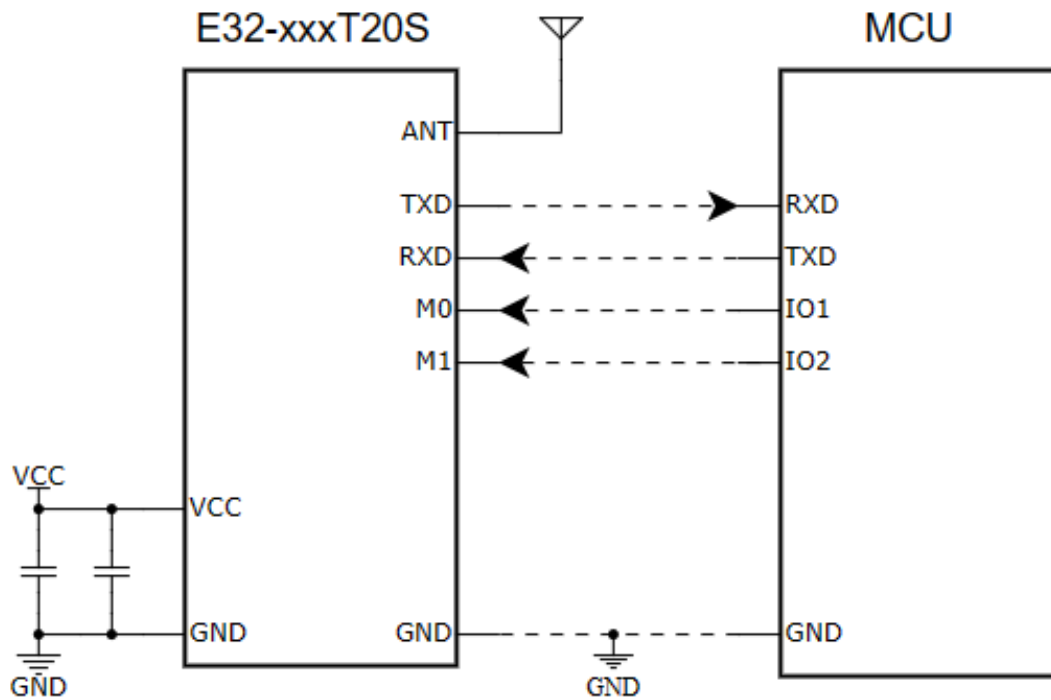 E32-xxxT20S
MCU
ANT
TXD
RXD
RXD
TXD
M0
IO1
M1
IO2
VCC
VCC
GND
GND
GND
GND
GND